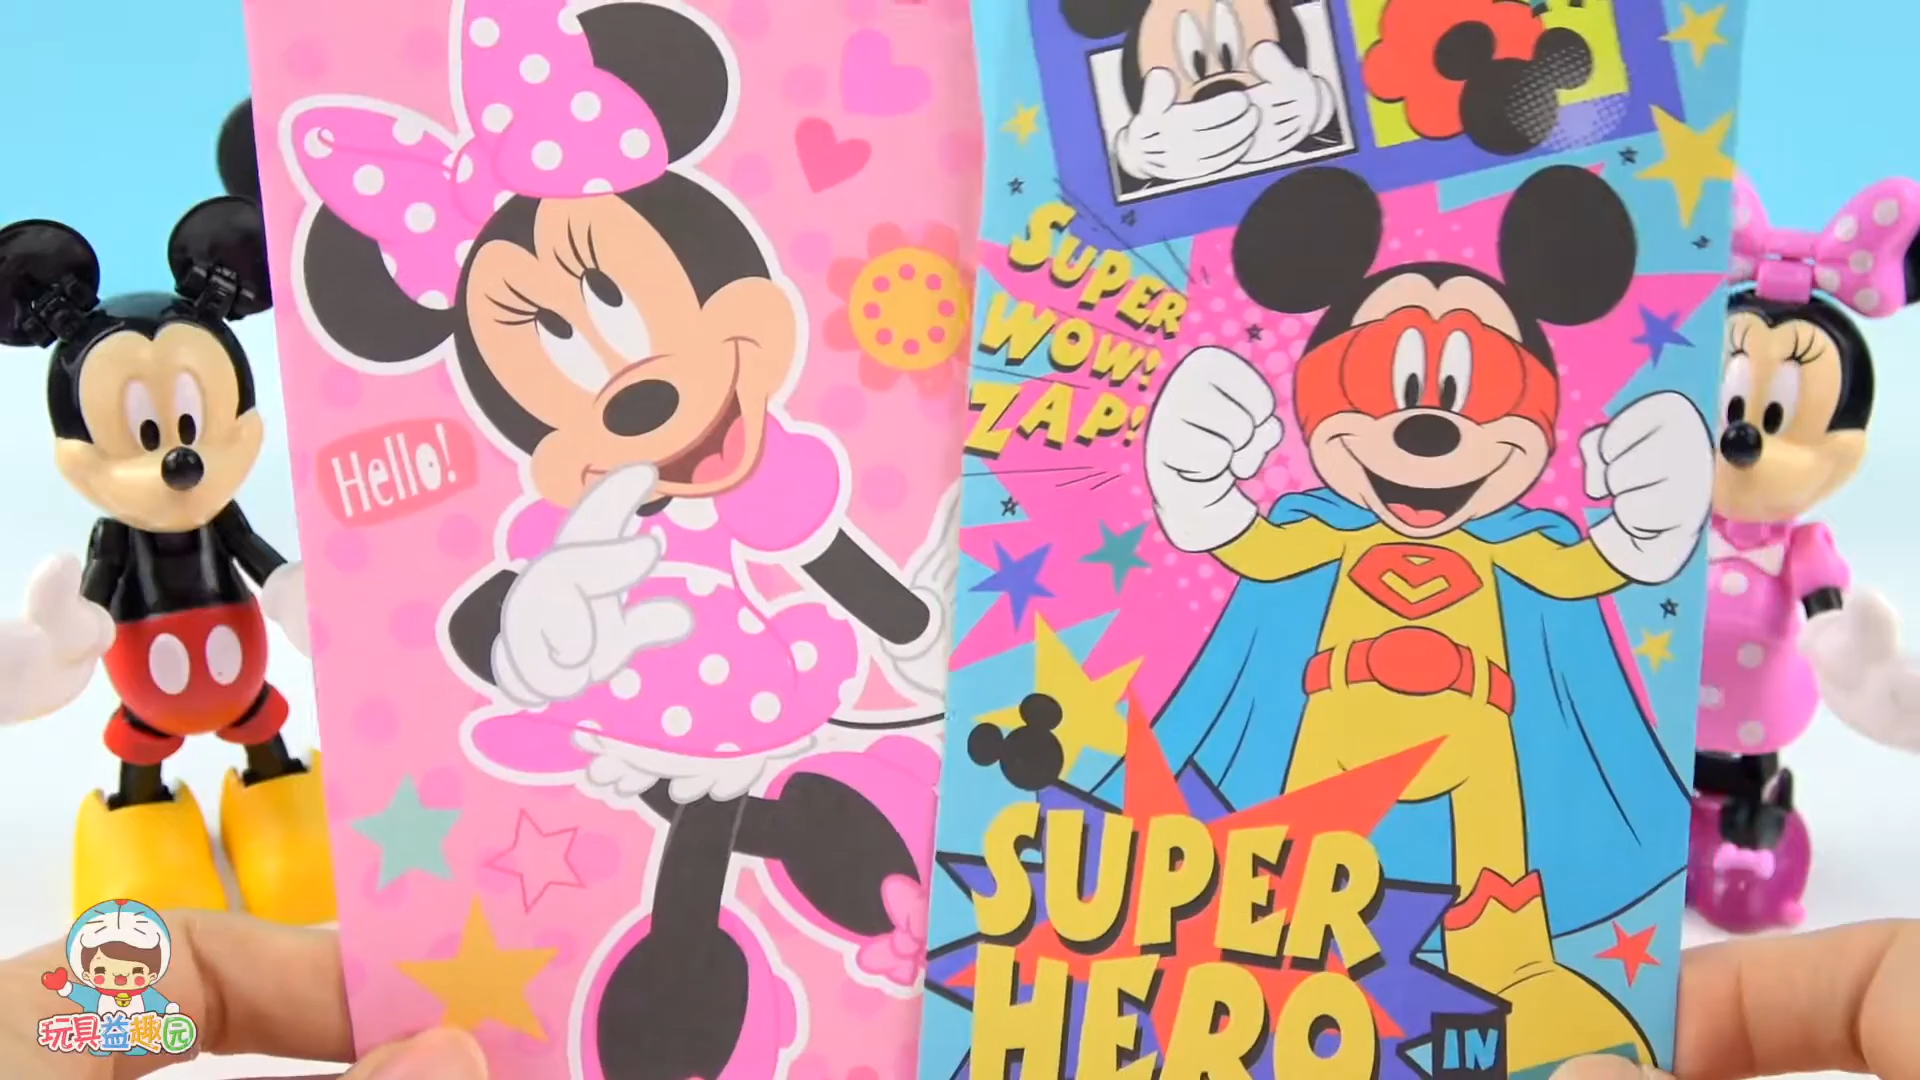 Hello!
SUPER
WOW!
ZAP!
SUPER
HERO
IN
玩具益趣园